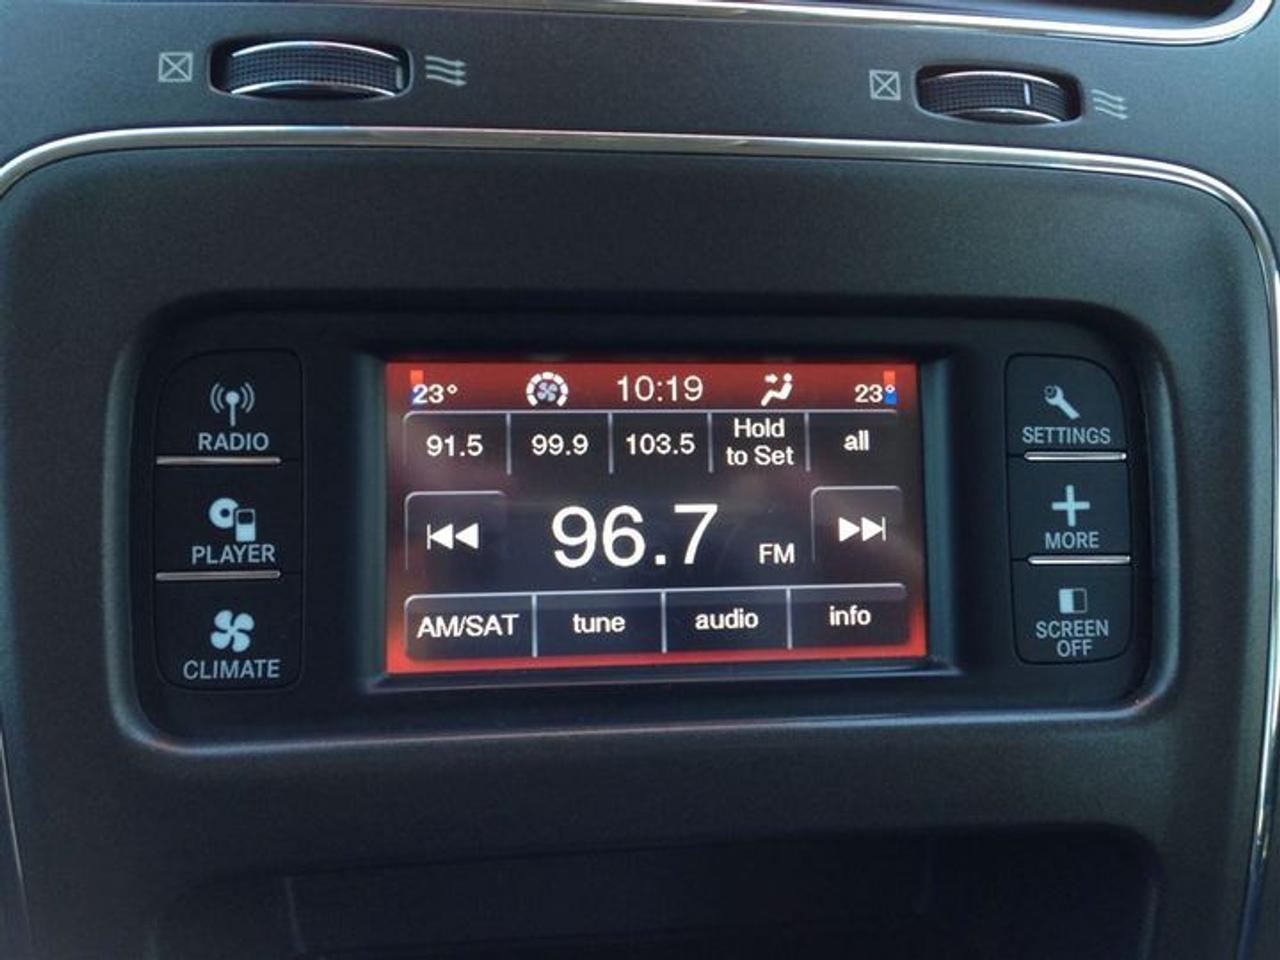 23° 10:19 23°
91.5 99.9 103.5 Hold to Set all
96.7 FM
AM/SAT tune audio info
RADIO
PLAYER
CLIMATE
SETTINGS
MORE
SCREEN
OFF